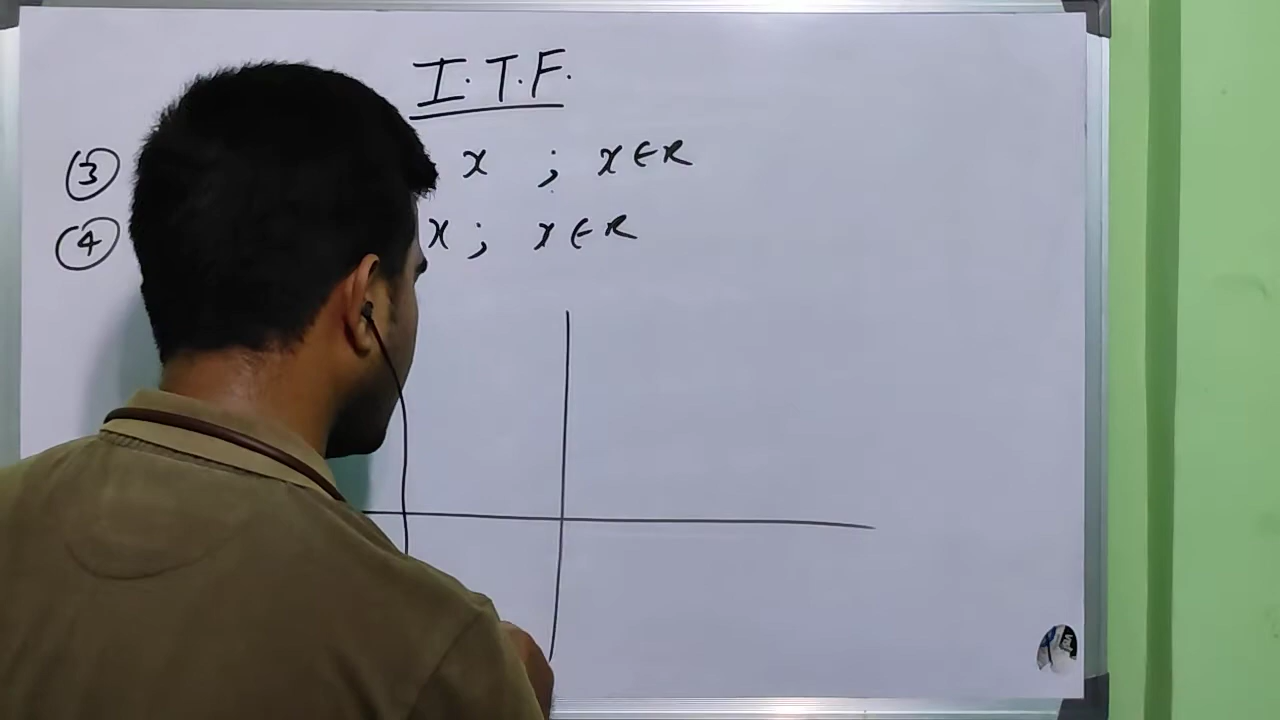 I.T.F.
③ x ; x ∈ R
④ x ; x ∈ R